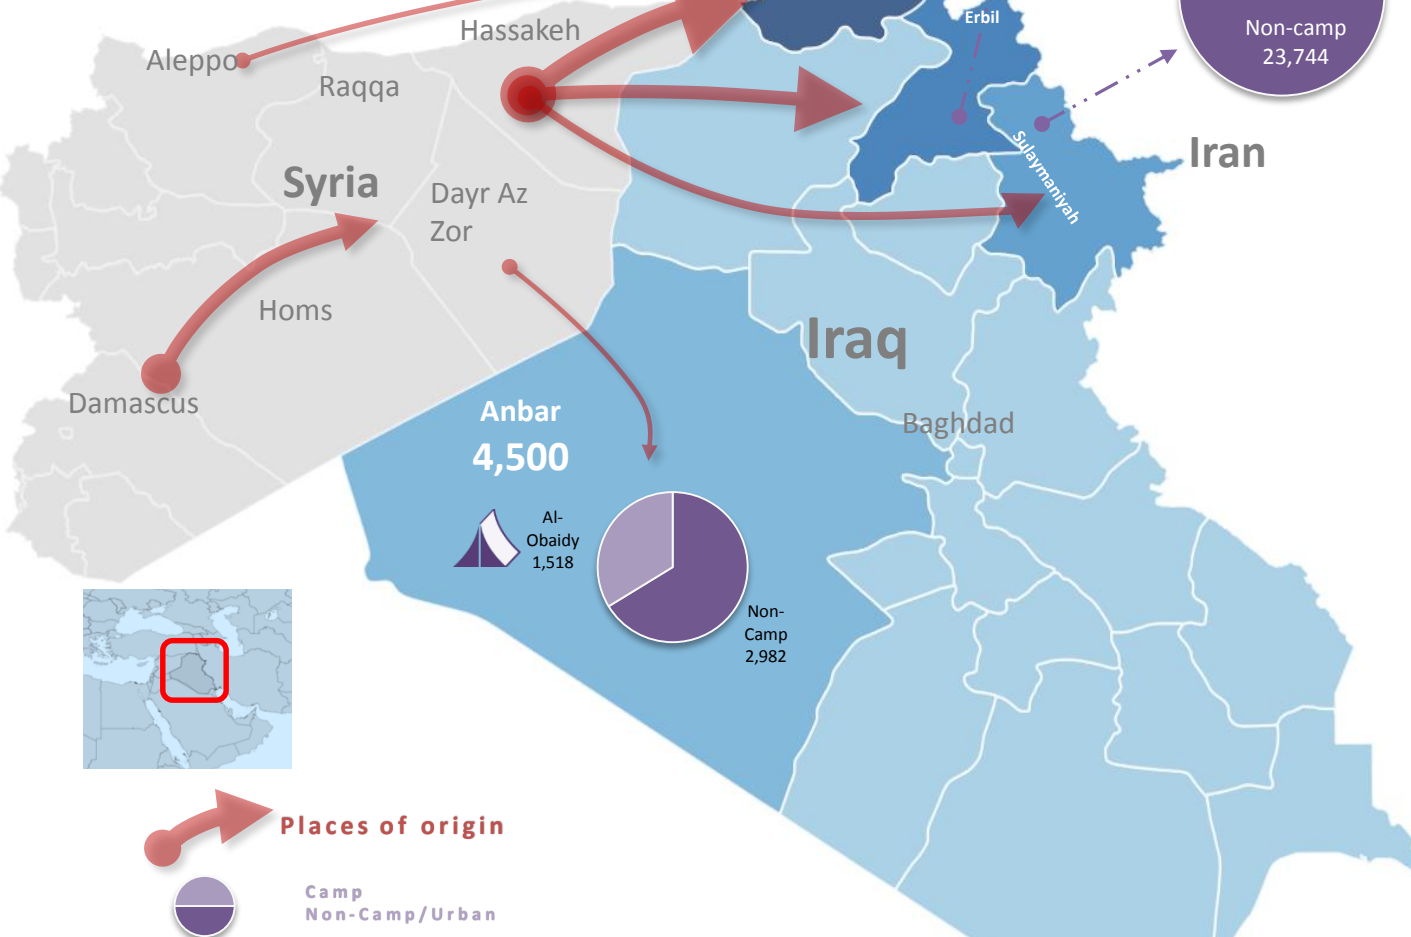 Erbil
Hassakeh
Non-camp
23,744
Aleppo
Raqqa
Sulaymaniyah
Iran
Syria
Dayr Az
Zor
Homs
Iraq
Damascus
Anbar
4,500
Baghdad
Al-
Obaidy
1,518
Non-
Camp
2,982
Places of origin
Camp
Non-Camp/Urban